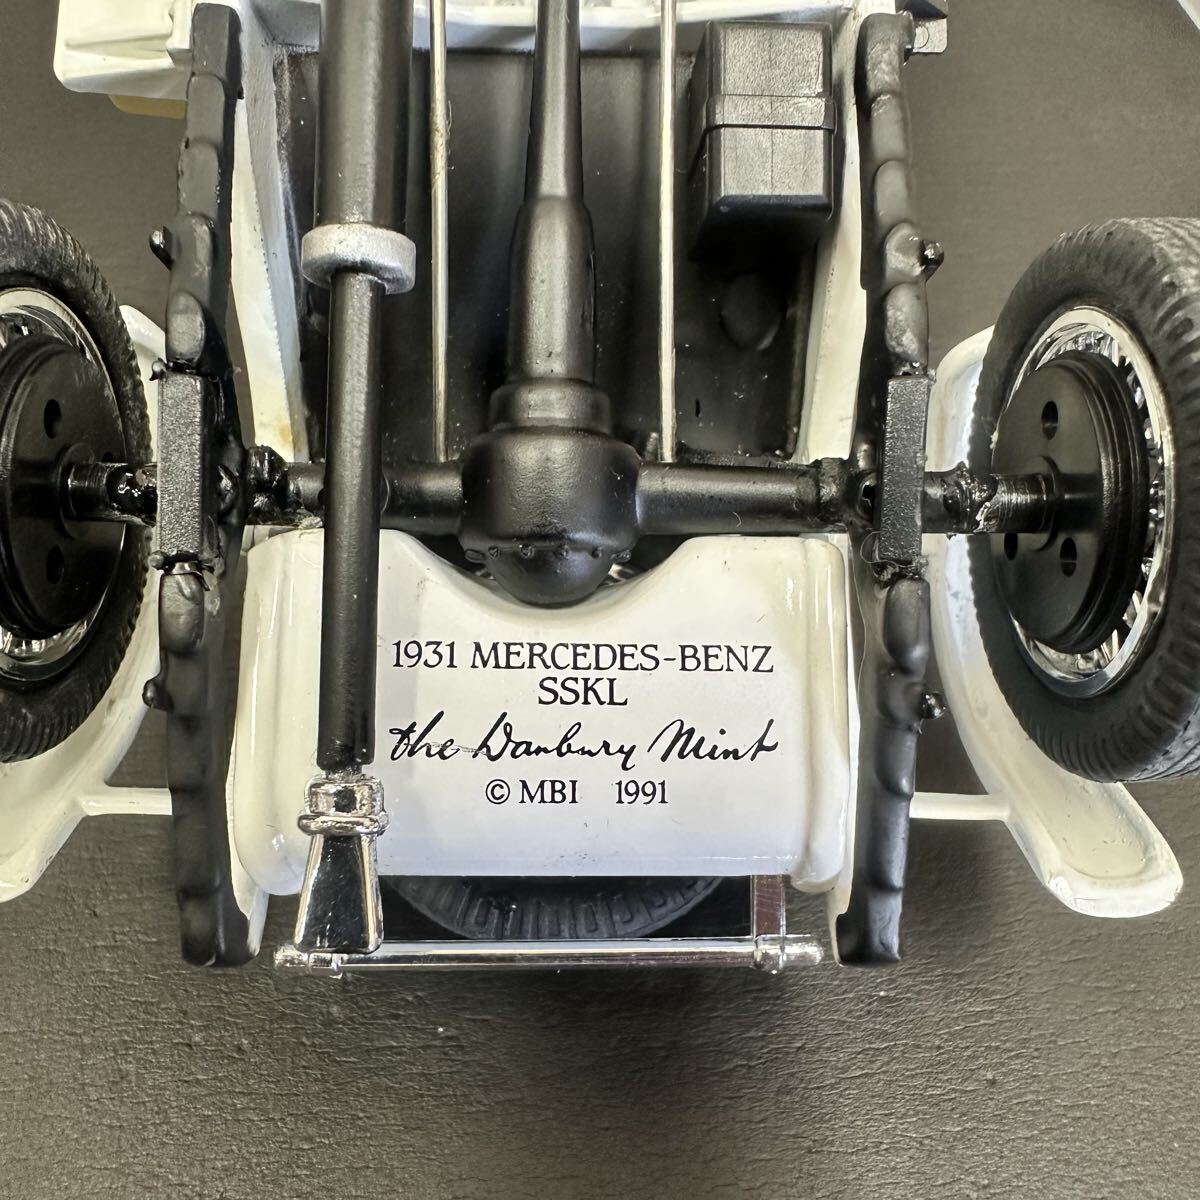 1931 MERCEDES-BENZ
SSKL
the Danbury Mint
© MBI 1991